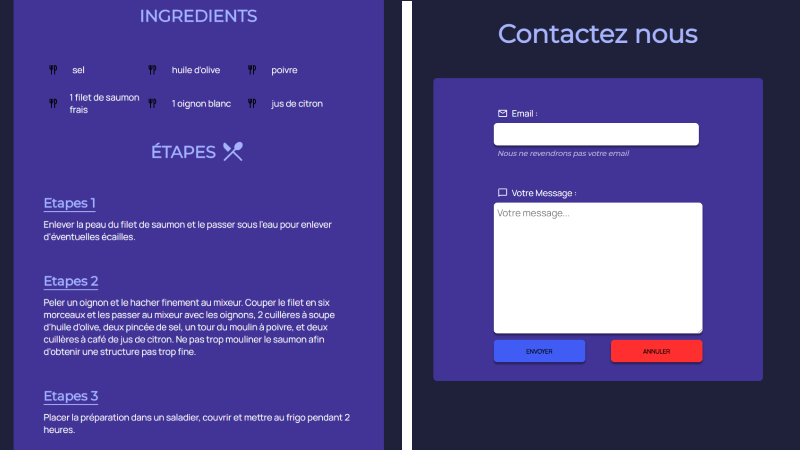 INGREDIENTS
sel
huile d'olive
poivre
1 filet de saumon
frais
1 oignon blanc
jus de citron
ÉTAPES
Etapes 1
Enlever la peau du filet de saumon et le passer sous l'eau pour enlever
d'éventuelles écailles.
Etapes 2
Peler un oignon et le hacher finement au mixeur. Couper le filet en six
morceaux et les passer au mixeur avec les oignons, 2 cuillères à soupe
d'huile d'olive, deux pincée de sel, un tour du moulin à poivre, et deux
cuillères à café de jus de citron. Ne pas trop mouliner le saumon afin
d'obtenir une structure pas trop fine.
Etapes 3
Placer la préparation dans un saladier, couvrir et mettre au frigo pendant 2
heures.
Contactez nous
Email :
Nous ne revendrons pas votre email
Votre Message :
Votre message...
ENVOYER
ANNULER